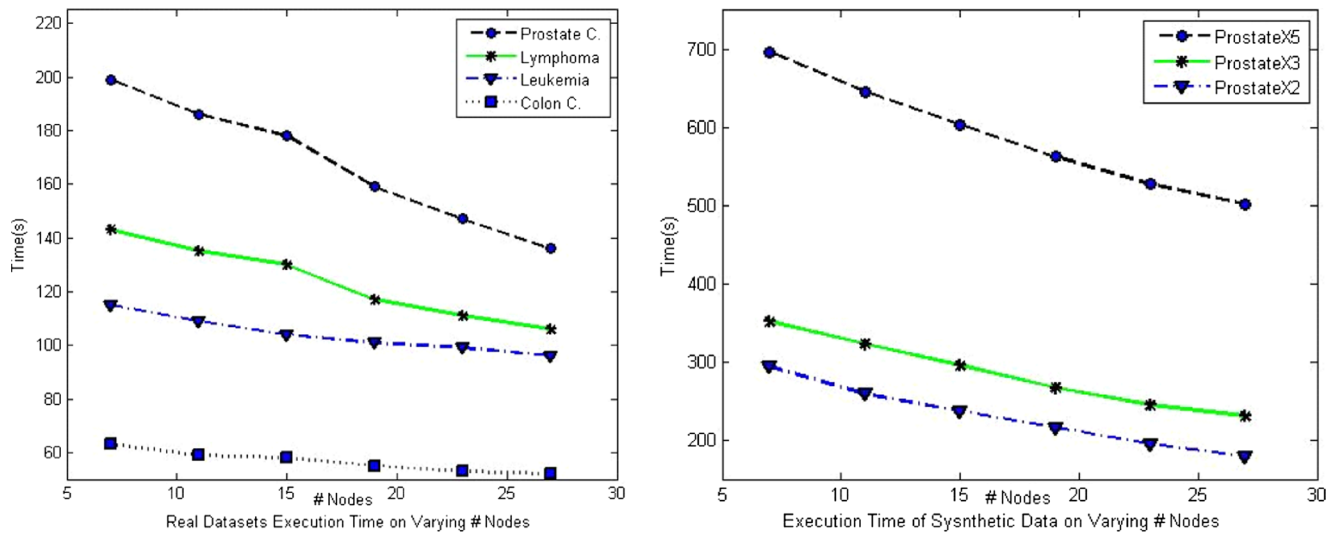 220
200
180
160
140
120
100
80
60
Time(s)
5
10
15
20
25
30
# Nodes
Real Datasets Execution Time on Varying # Nodes
Prostate C.
Lymphoma
Leukemia
Colon C.
700
600
500
400
300
200
Time(s)
5
10
15
20
25
30
# Nodes
Execution Time of Sysnthetic Data on Varying # Nodes
ProstateX5
ProstateX3
ProstateX2